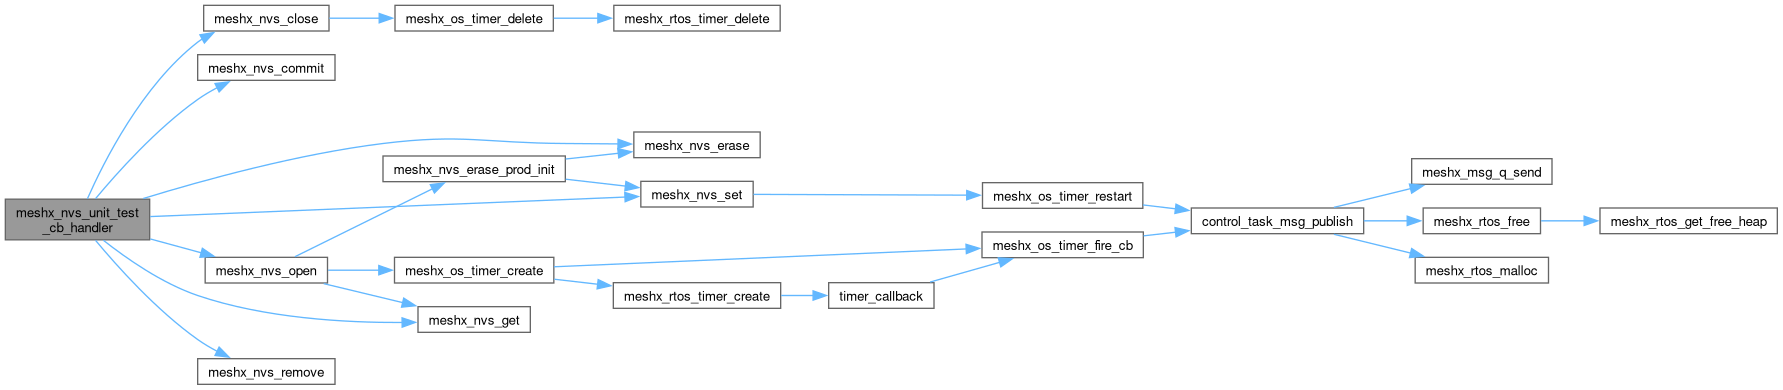 meshx_nvs_close
meshx_os_timer_delete
meshx_rtos_timer_delete
meshx_nvs_commit
meshx_nvs_erase
meshx_nvs_erase_prod_init
meshx_msg_q_send
meshx_nvs_set
meshx_os_timer_restart
meshx_nvs_unit_test
_cb_handler
control_task_msg_publish
meshx_rtos_free
meshx_rtos_get_free_heap
meshx_os_timer_fire_cb
meshx_nvs_open
meshx_os_timer_create
meshx_rtos_malloc
meshx_rtos_timer_create
timer_callback
meshx_nvs_get
meshx_nvs_remove